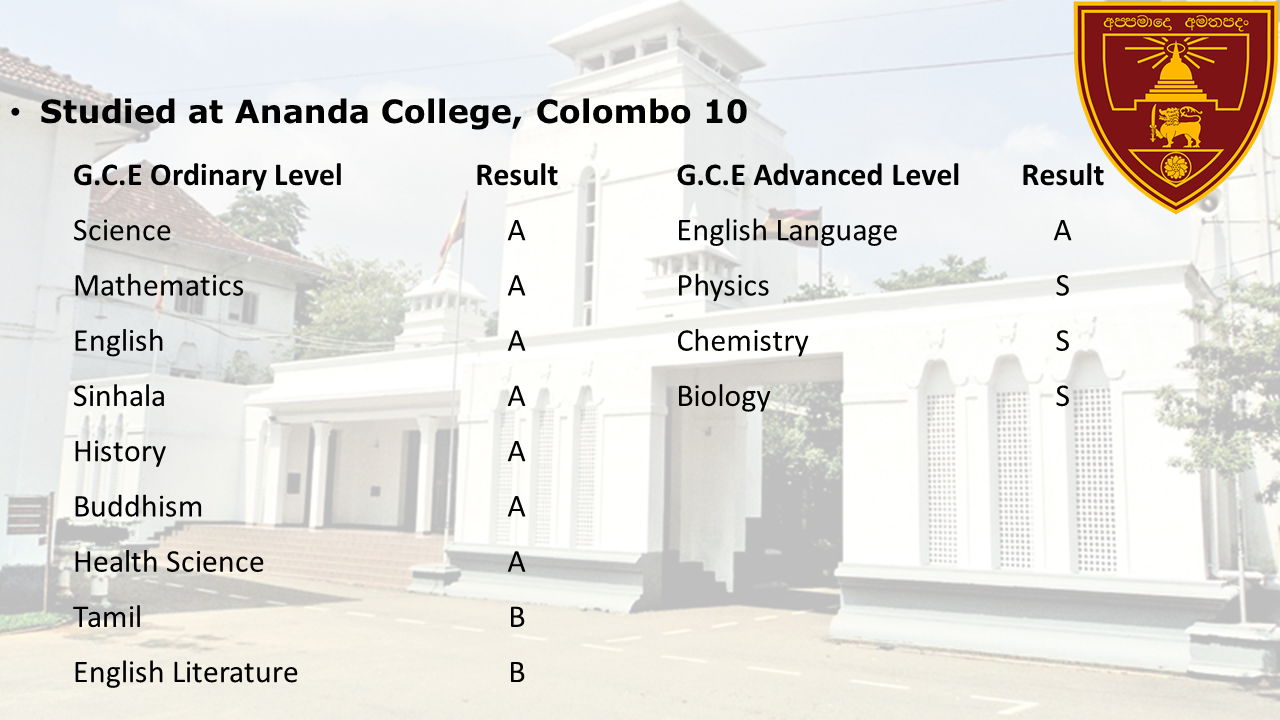 අප්පමාදො අමතපදං
• Studied at Ananda College, Colombo 10
G.C.E Ordinary Level Result G.C.E Advanced Level Result
Science A English Language A
Mathematics A Physics S
English A Chemistry S
Sinhala A Biology S
History A
Buddhism A
Health Science A
Tamil B
English Literature B